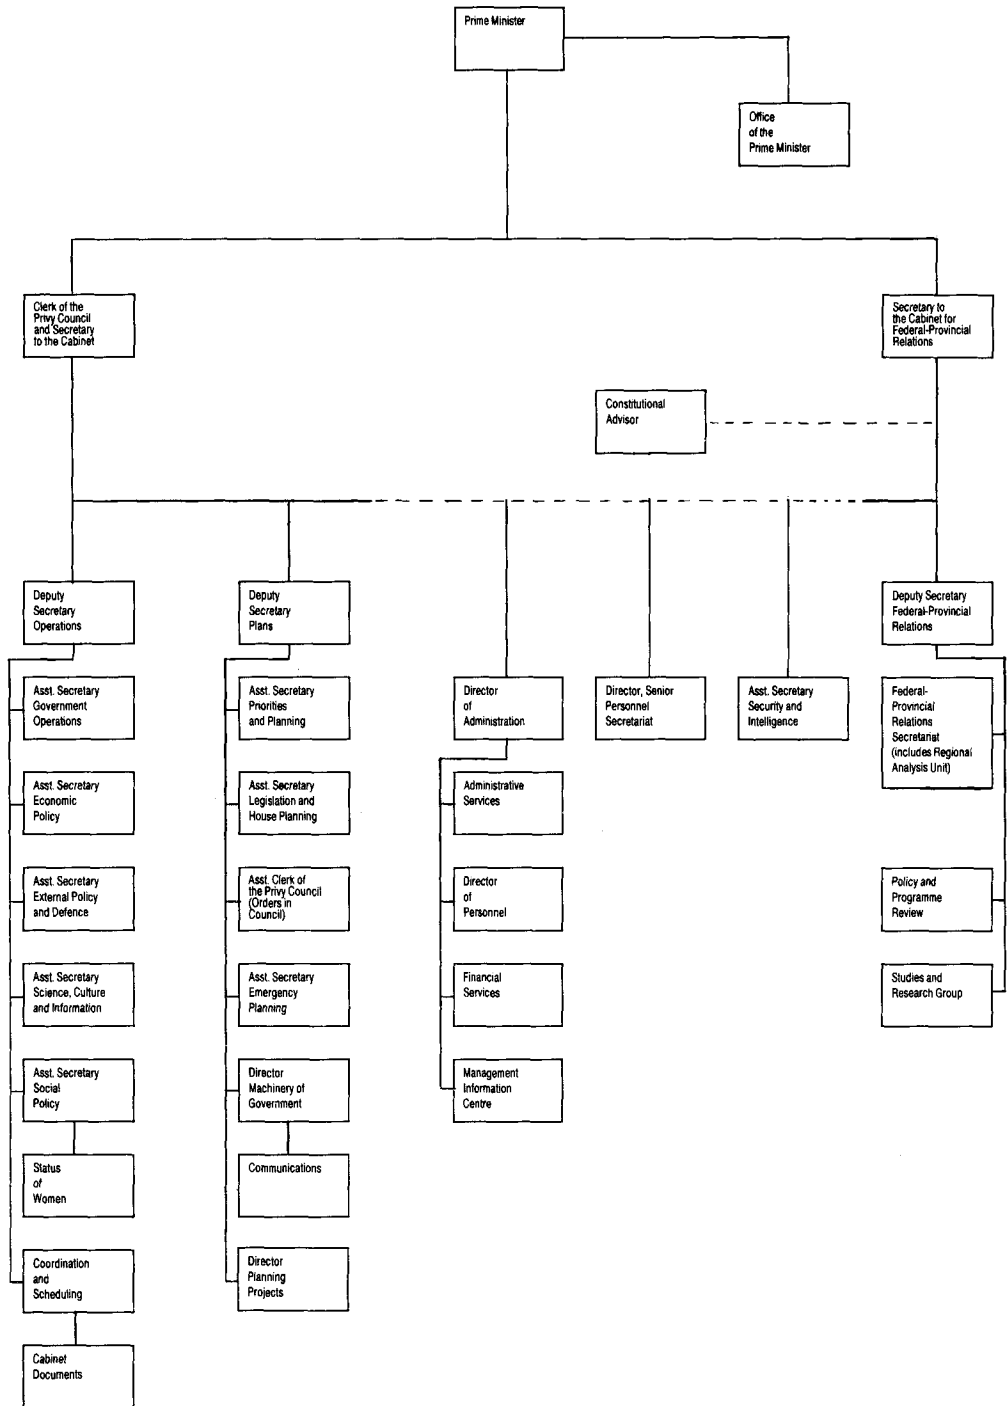 Prime Minister
Office
of the
Prime Minister
Clerk of the
Privy Council
and Secretary
to the Cabinet
Secretary to
the Cabinet for
Federal-Provincial
Relations
Constitutional
Advisor
Deputy
Secretary
Operations
Deputy
Secretary
Plans
Deputy Secretary
Federal-Provincial
Relations
Asst. Secretary
Government
Operations
Asst. Secretary
Priorities
and Planning
Director
of
Administration
Director, Senior
Personnel
Secretariat
Asst. Secretary
Security and
Intelligence
Federal-
Provincial
Relations
Secretariat
(includes Regional
Analysis Unit)
Asst. Secretary
Economic
Policy
Asst. Secretary
Legislation and
House Planning
Administrative
Services
Asst. Secretary
External Policy
and Defence
Asst. Clerk of
the Privy Council
(Orders in
Council)
Director
of
Personnel
Policy and
Programme
Review
Asst. Secretary
Science, Culture
and Information
Asst. Secretary
Emergency
Planning
Financial
Services
Studies and
Research Group
Asst. Secretary
Social
Policy
Director
Machinery of
Government
Management
Information
Centre
Status
of
Women
Communications
Coordination
and
Scheduling
Director
Planning
Projects
Cabinet
Documents